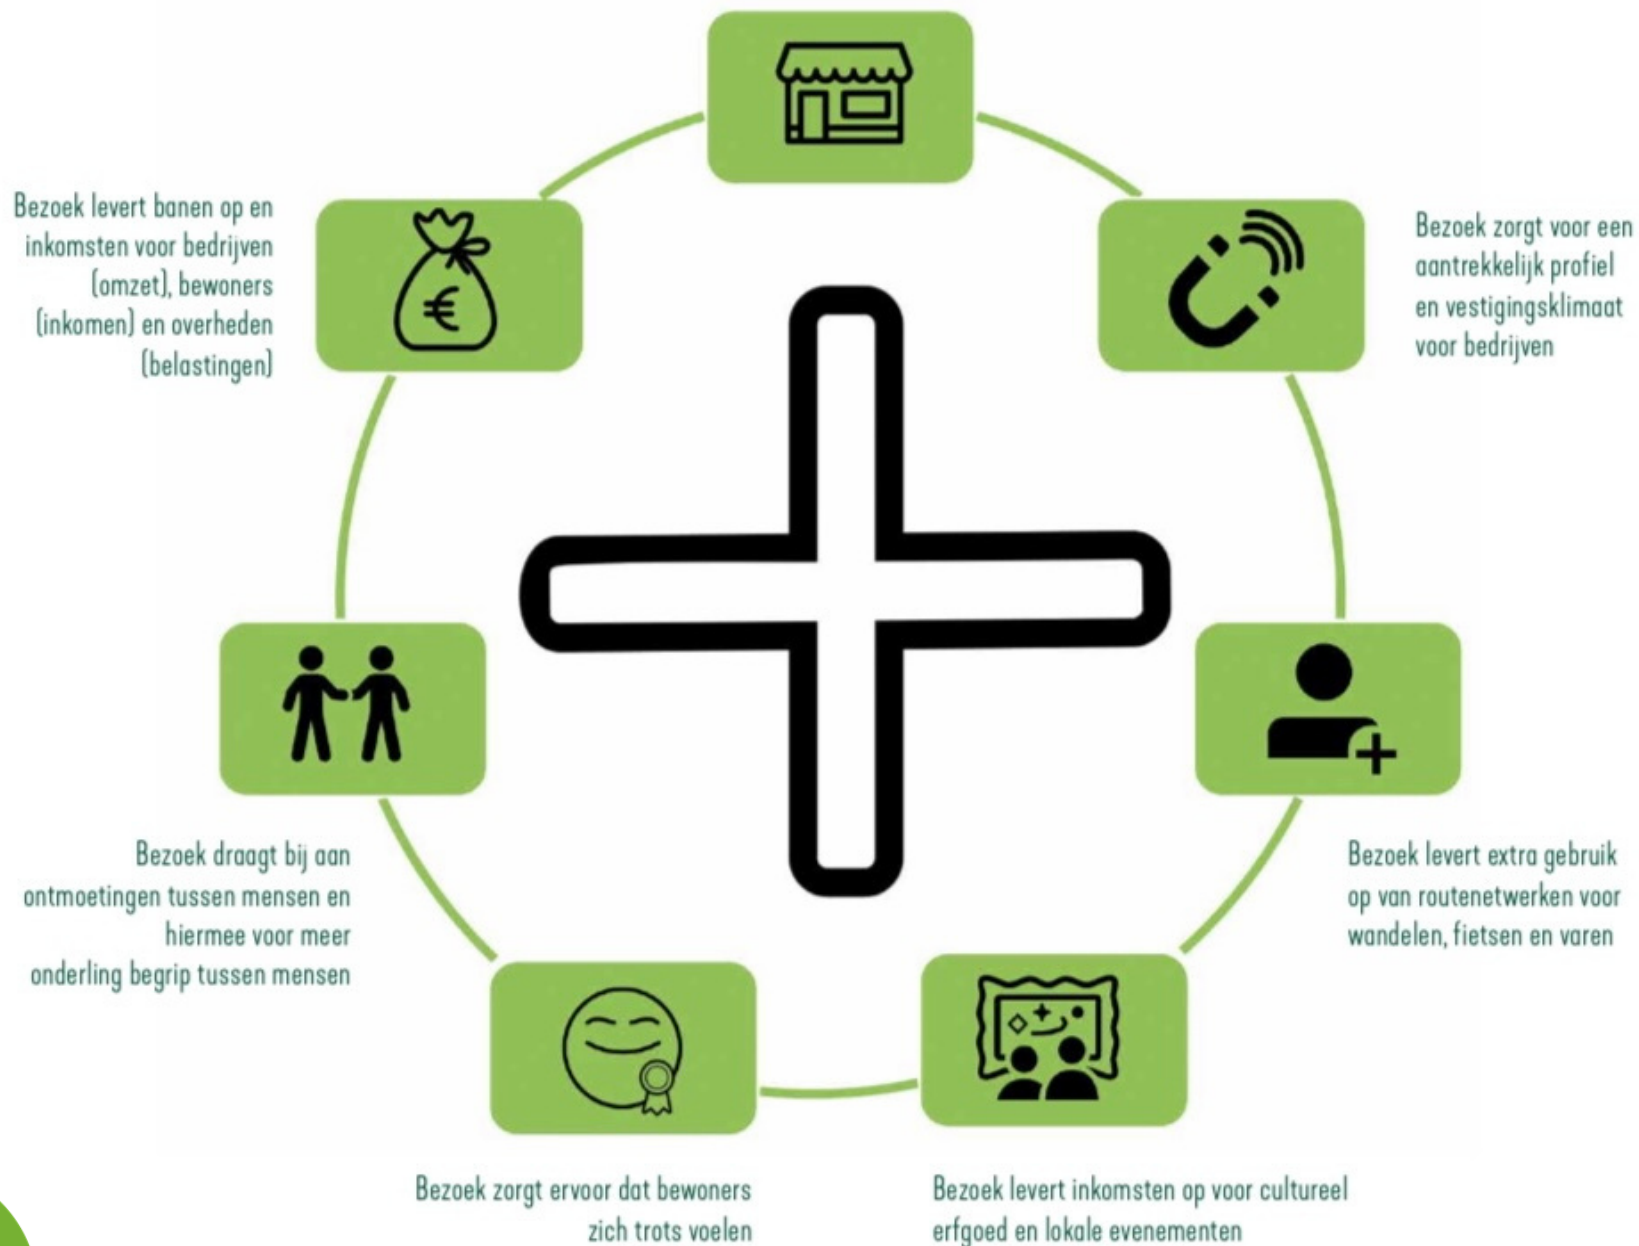 Bezoek levert banen op en
inkomsten voor bedrijven
(omzet), bewoners
(inkomen) en overheden
(belastingen)
€
Bezoek zorgt voor een
aantrekkelijk profiel
en vestigingsklimaat
voor bedrijven
Bezoek draagt bij aan
ontmoetingen tussen mensen en
hiermee voor meer
onderling begrip tussen mensen
Bezoek levert extra gebruik
op van routenetwerken voor
wandelen, fietsen en varen
Bezoek zorgt ervoor dat bewoners
zich trots voelen
Bezoek levert inkomsten op voor cultureel
erfgoed en lokale evenementen